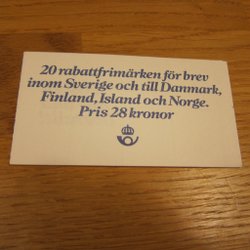 20 rabattfrimärken för brev
inom Sverige och till Danmark,
Finland, Island och Norge.
Pris 28 kronor